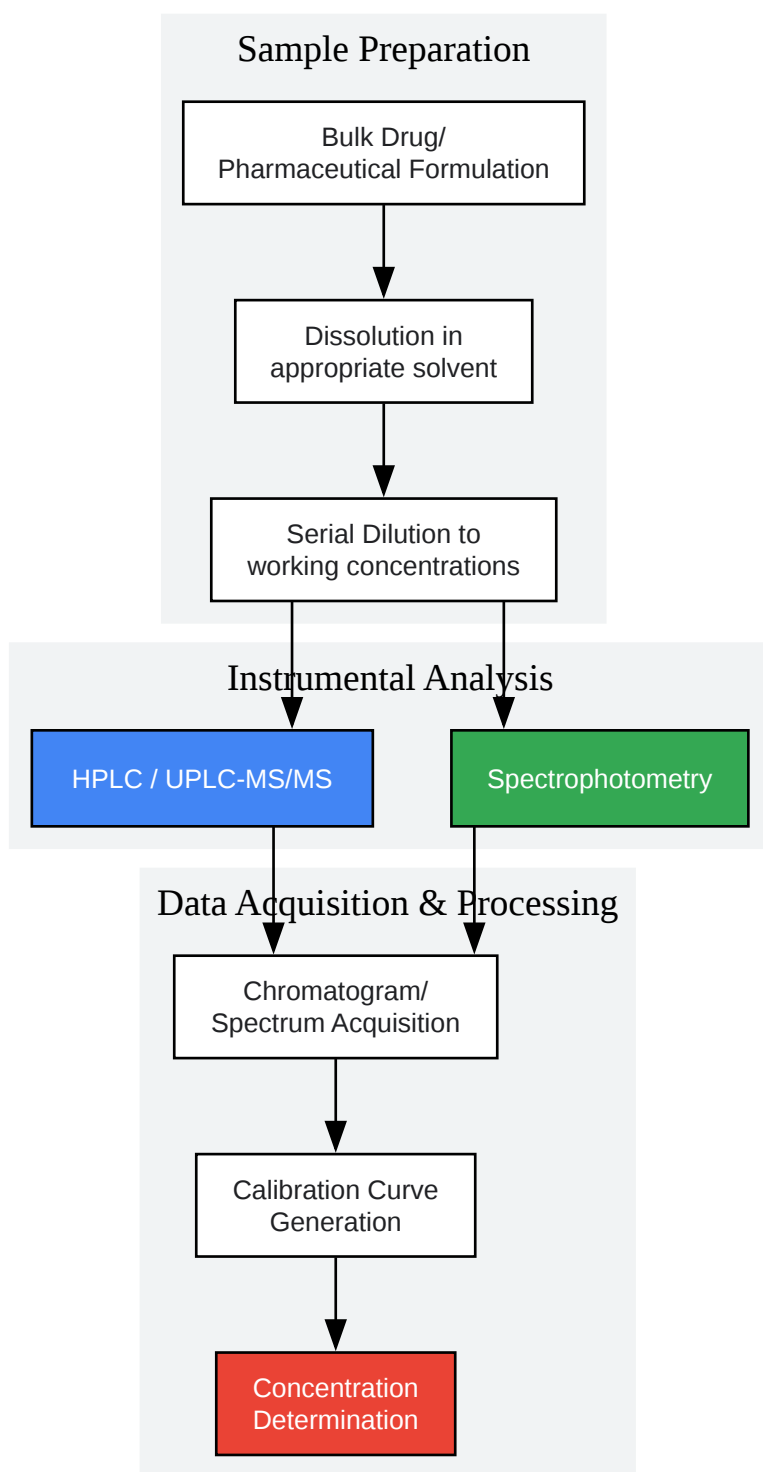 Sample Preparation
Bulk Drug/
Pharmaceutical Formulation
Dissolution in
appropriate solvent
Serial Dilution to
working concentrations
Instrumental Analysis
HPLC / UPLC-MS/MS
Spectrophotometry
Data Acquisition & Processing
Chromatogram/
Spectrum Acquisition
Calibration Curve
Generation
Concentration
Determination